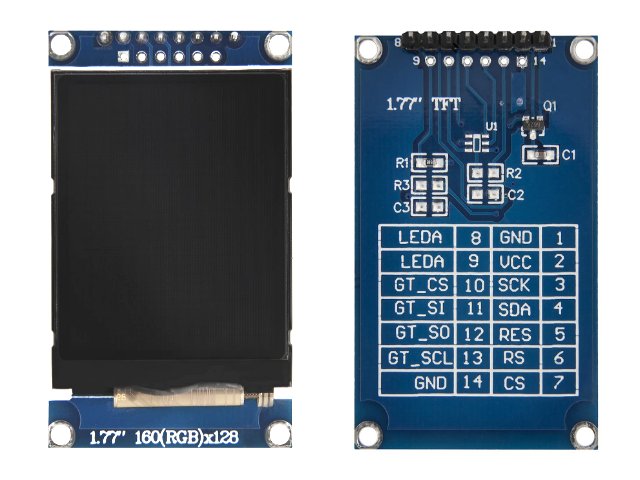 1.77" 160(RGB)x128
8 1
9 14
1.77" TFT
Q1
U1
C1
R1
R2
R3
C2
C3
LEDA 8 GND 1
LEDA 9 VCC 2
GT_CS 10 SCK 3
GT_SI 11 SDA 4
GT_SO 12 RES 5
GT_SCL 13 RS 6
GND 14 CS 7